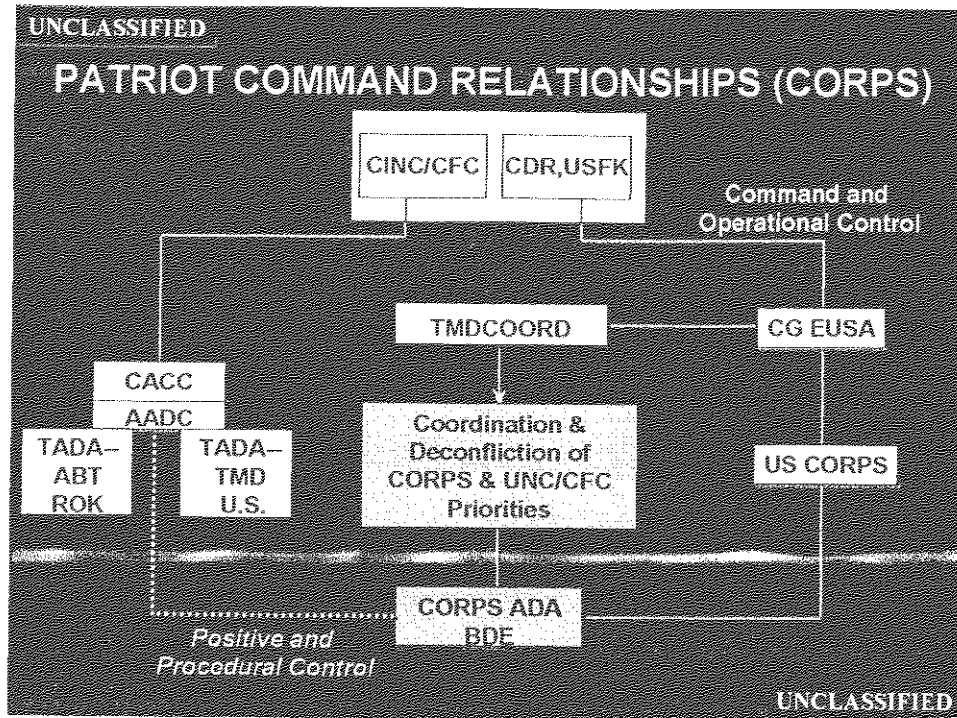 UNCLASSIFIED
PATRIOT COMMAND RELATIONSHIPS (CORPS)
CINC/CFC
CDR,USFK
Command and
Operational Control
TMDCOORD
CG EUSA
CACC
AADC
TADA–
ABT
ROK
TADA–
TMD
U.S.
Coordination &
Deconfliction of
CORPS & UNC/CFC
Priorities
US CORPS
CORPS ADA
BDE
Positive and
Procedural Control
UNCLASSIFIED